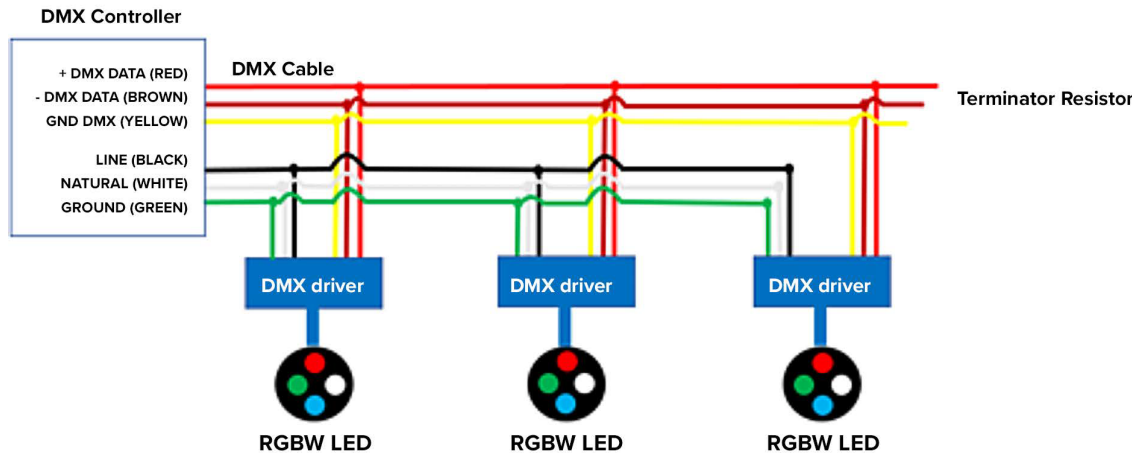 DMX Controller
+ DMX DATA (RED)
- DMX DATA (BROWN)
GND DMX (YELLOW)
LINE (BLACK)
NATURAL (WHITE)
GROUND (GREEN)
DMX Cable
Terminator Resistor
DMX driver
DMX driver
DMX driver
RGBW LED
RGBW LED
RGBW LED